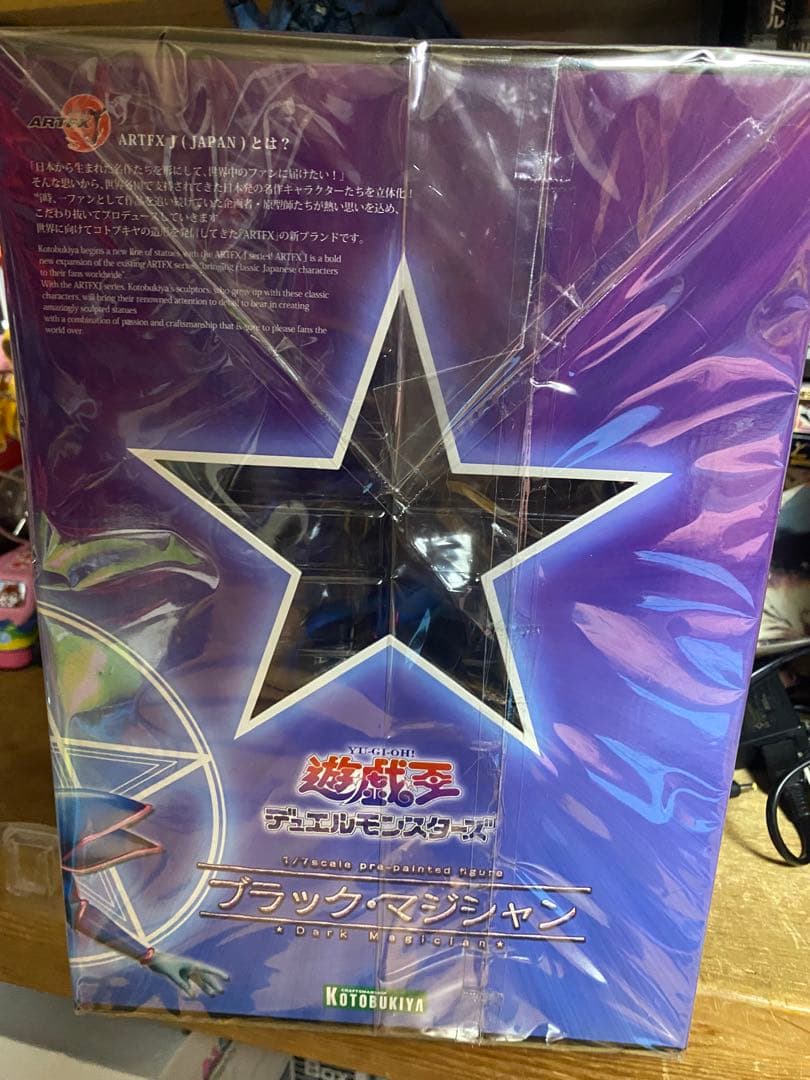 ARTFX J
ARTFX J ( JAPAN ) とは？
「日本から生まれた名作たちを形にして、世界中のファンに届けたい！」
そんな思いから、世界各国で支持されてきた日本発の名作キャラクターたちを立体化！
当時、一ファンとして作品を追い続けていた企画者・原型師たちが熱い思いを込め、
こだわり抜いてプロデュースしていきます
世界に向けてコトブキヤの造形を発信してきた「ARTFX」の新ブランドです。
Kotobukiya begins a new line of statues with the ARTFX J series! ARTFX J is a bold
new expansion of the existing ARTFX series, "bringing classic Japanese characters
to their fans worldwide"
With the ARTFXJ series, Kotobukiya's sculptors, who grew up with these classic
characters, will bring their renowned attention to detail to bear in creating
amazingly sculpted statues
with a combination of passion and craftsmanship that is sure to please fans the
world over
YU-GI-OH!
遊戯王
デュエルモンスターズ
1/7scale pre-painted figure
ブラック・マジシャン
★Dark Magician★
CRAFTSMANSHIP
KOTOBUKIYA
ドル
Box